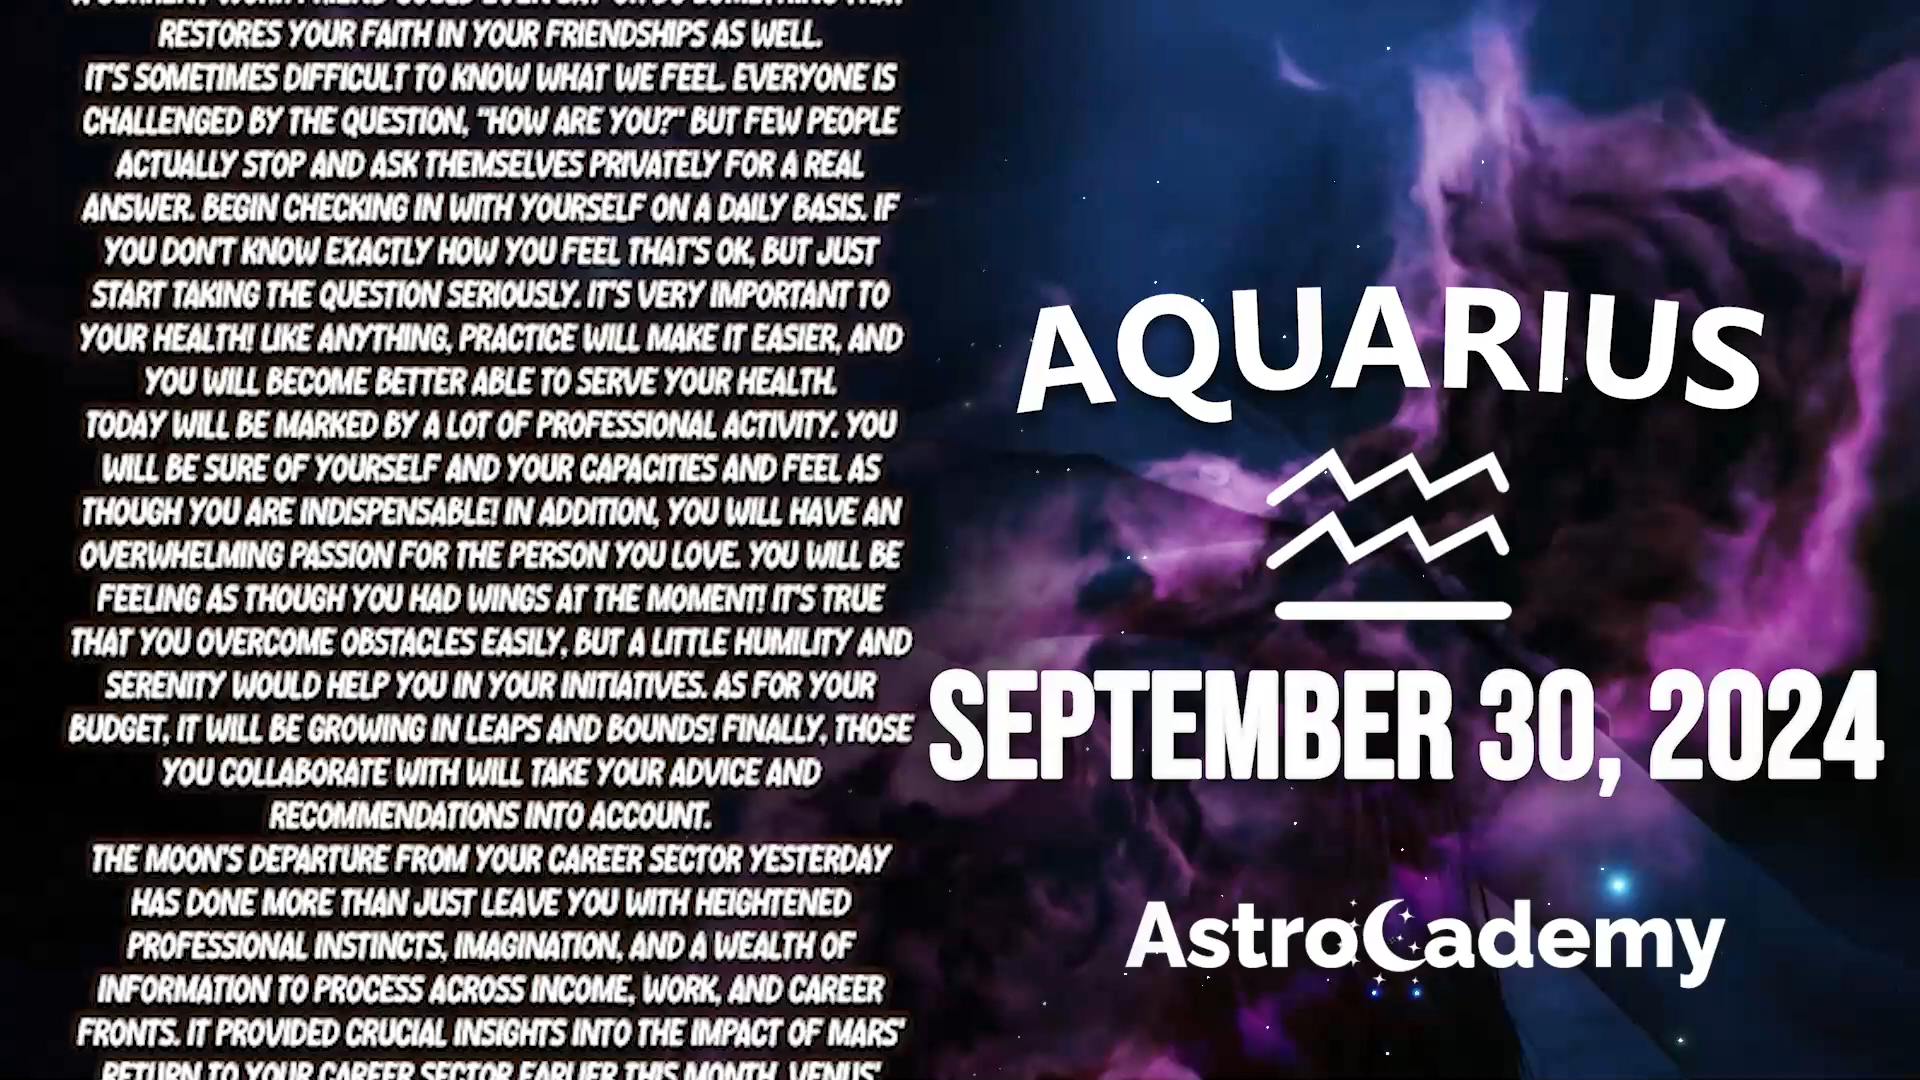 RESTORES YOUR FAITH IN YOUR FRIENDSHIPS AS WELL.
IT'S SOMETIMES DIFFICULT TO KNOW WHAT WE FEEL. EVERYONE IS
CHALLENGED BY THE QUESTION, "HOW ARE YOU?" BUT FEW PEOPLE
ACTUALLY STOP AND ASK THEMSELVES PRIVATELY FOR A REAL
ANSWER. BEGIN CHECKING IN WITH YOURSELF ON A DAILY BASIS. IF
YOU DON'T KNOW EXACTLY HOW YOU FEEL THAT'S OK, BUT JUST
START TAKING THE QUESTION SERIOUSLY. IT'S VERY IMPORTANT TO
YOUR HEALTH! LIKE ANYTHING, PRACTICE WILL MAKE IT EASIER, AND
YOU WILL BECOME BETTER ABLE TO SERVE YOUR HEALTH.
TODAY WILL BE MARKED BY A LOT OF PROFESSIONAL ACTIVITY. YOU
WILL BE SURE OF YOURSELF AND YOUR CAPACITIES AND FEEL AS
THOUGH YOU ARE INDISPENSABLE! IN ADDITION, YOU WILL HAVE AN
OVERWHELMING PASSION FOR THE PERSON YOU LOVE. YOU WILL BE
FEELING AS THOUGH YOU HAD WINGS AT THE MOMENT! IT'S TRUE
THAT YOU OVERCOME OBSTACLES EASILY, BUT A LITTLE HUMILITY AND
SERENITY WOULD HELP YOU IN YOUR INITIATIVES. AS FOR YOUR
BUDGET, IT WILL BE GROWING IN LEAPS AND BOUNDS! FINALLY, THOSE
YOU COLLABORATE WITH WILL TAKE YOUR ADVICE AND
RECOMMENDATIONS INTO ACCOUNT.
THE MOON'S DEPARTURE FROM YOUR CAREER SECTOR YESTERDAY
HAS DONE MORE THAN JUST LEAVE YOU WITH HEIGHTENED
PROFESSIONAL INSTINCTS, IMAGINATION, AND A WEALTH OF
INFORMATION TO PROCESS ACROSS INCOME, WORK, AND CAREER
FRONTS. IT PROVIDED CRUCIAL INSIGHTS INTO THE IMPACT OF MARS'
RETURN TO YOUR CAREER SECTOR EARLIER THIS MONTH, VENUS'
AQUARIUS
SEPTEMBER 30, 2024
AstroCademy